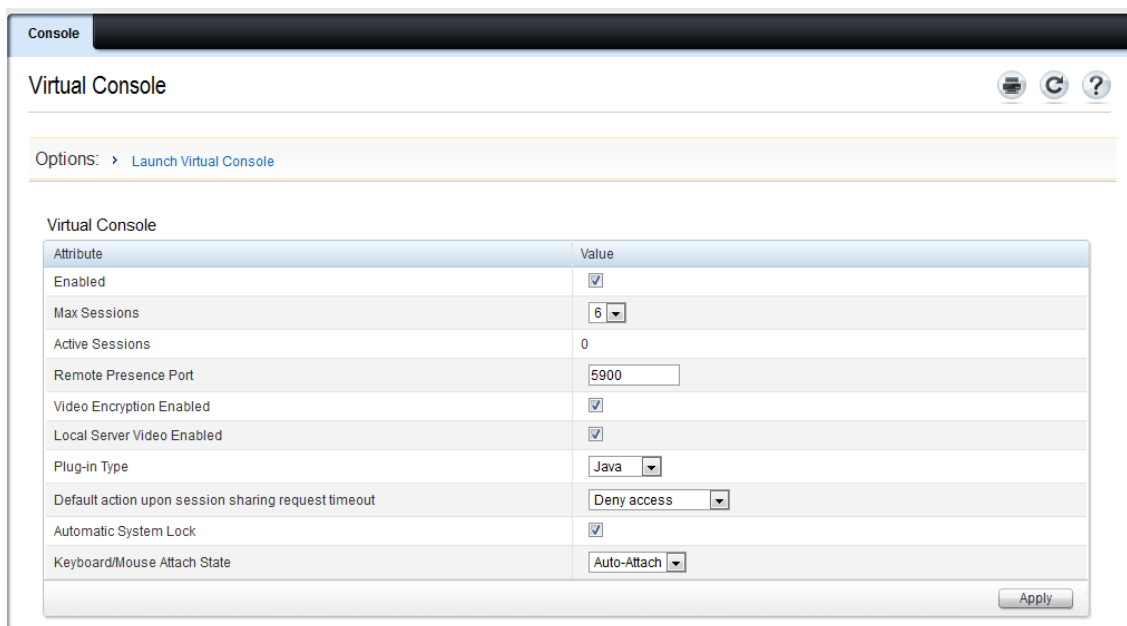 Console
Virtual Console
?
Options: › Launch Virtual Console
Virtual Console
Attribute Value
Enabled
Max Sessions 6
Active Sessions 0
Remote Presence Port 5900
Video Encryption Enabled
Local Server Video Enabled
Plug-in Type Java
Default action upon session sharing request timeout Deny access
Automatic System Lock
Keyboard/Mouse Attach State Auto-Attach
Apply